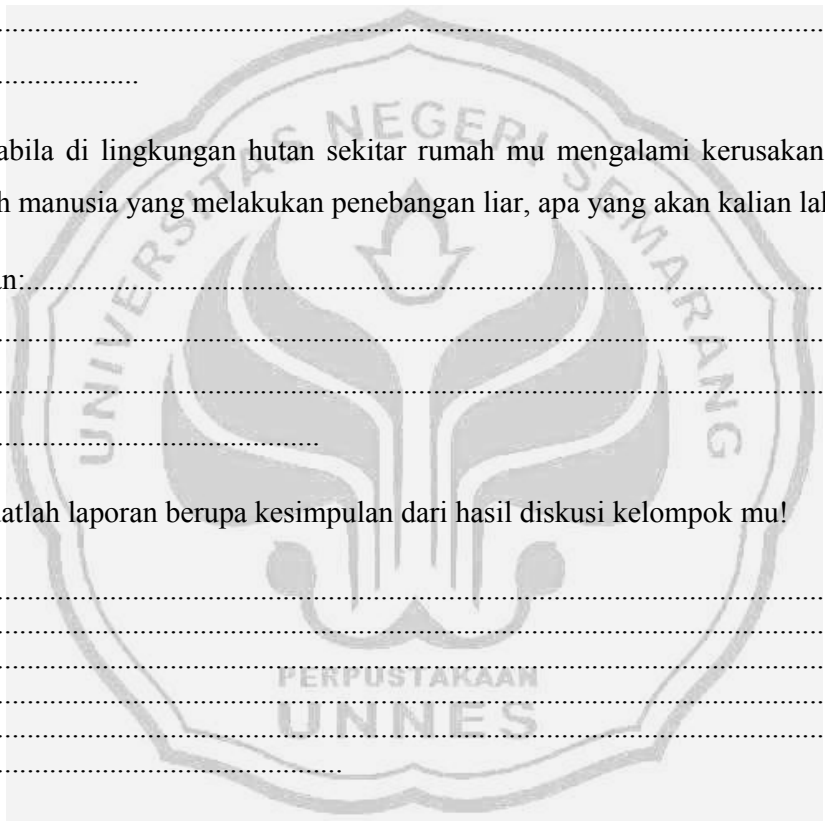 ........................................................................
....................
abila di lingkungan hutan sekitar rumah mu mengalami kerusakan
h manusia yang melakukan penebangan liar, apa yang akan kalian lal
an:........................................................................
........................................................................
........................................................................
........................................
atlah laporan berupa kesimpulan dari hasil diskusi kelompok mu!
........................................................................
........................................................................
........................................................................
........................................................................
........................................................................
........................................
UNIVERSITAS NEGERI SEMARANG
PERPUSTAKAAN
UNNES